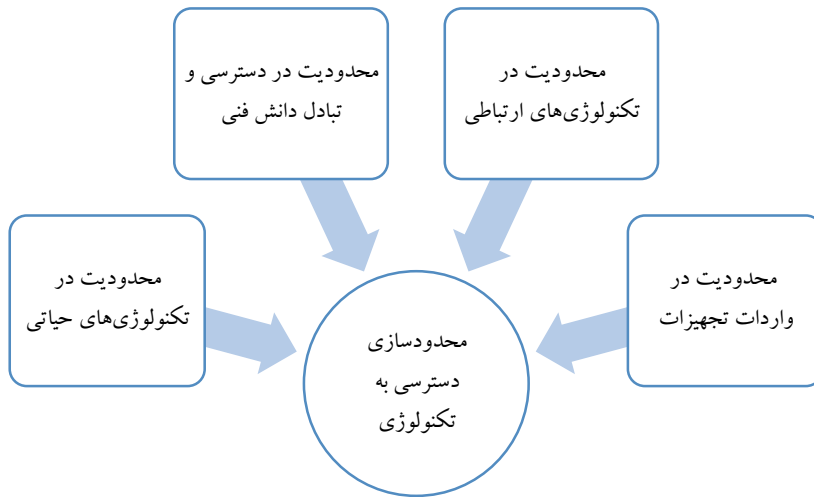 محدودیت در
تکنولوژی‌های ارتباطی
محدودیت در دسترسی و
تبادل دانش فنی
محدودیت در
واردات تجهیزات
محدودیت در
تکنولوژی‌های حیاتی
محدودسازی
دسترسی به
تکنولوژی